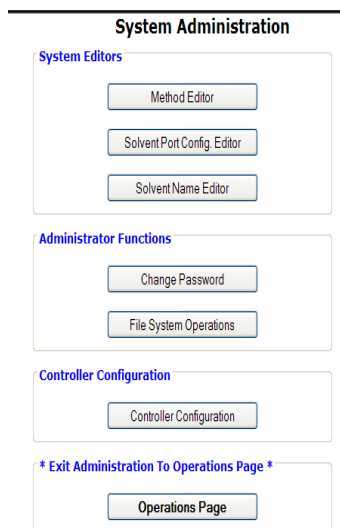 System Administration
System Editors
Method Editor
Solvent Port Config. Editor
Solvent Name Editor
Administrator Functions
Change Password
File System Operations
Controller Configuration
Controller Configuration
* Exit Administration To Operations Page *
Operations Page